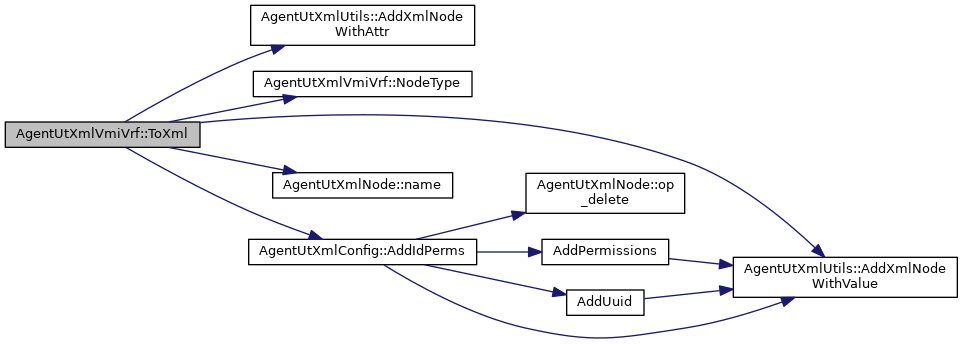 AgentUtXmlUtils::AddXmlNode
WithAttr
AgentUtXmlVmiVrf::NodeType
AgentUtXmlVmiVrf::ToXml
AgentUtXmlNode::name
AgentUtXmlNode::op
_delete
AgentUtXmlConfig::AddIdPerms
AddPermissions
AgentUtXmlUtils::AddXmlNode
WithValue
AddUuid